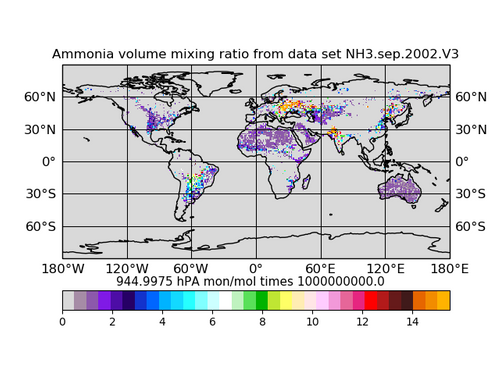 Ammonia volume mixing ratio from data set NH3.sep.2002.V3
60°N 60°N
30°N 30°N
0° 0°
30°S 30°S
60°S 60°S
180°W 120°W 60°W 0° 60°E 120°E 180°E
944.9975 hPA mon/mol times 1000000000.0
0 2 4 6 8 10 12 14